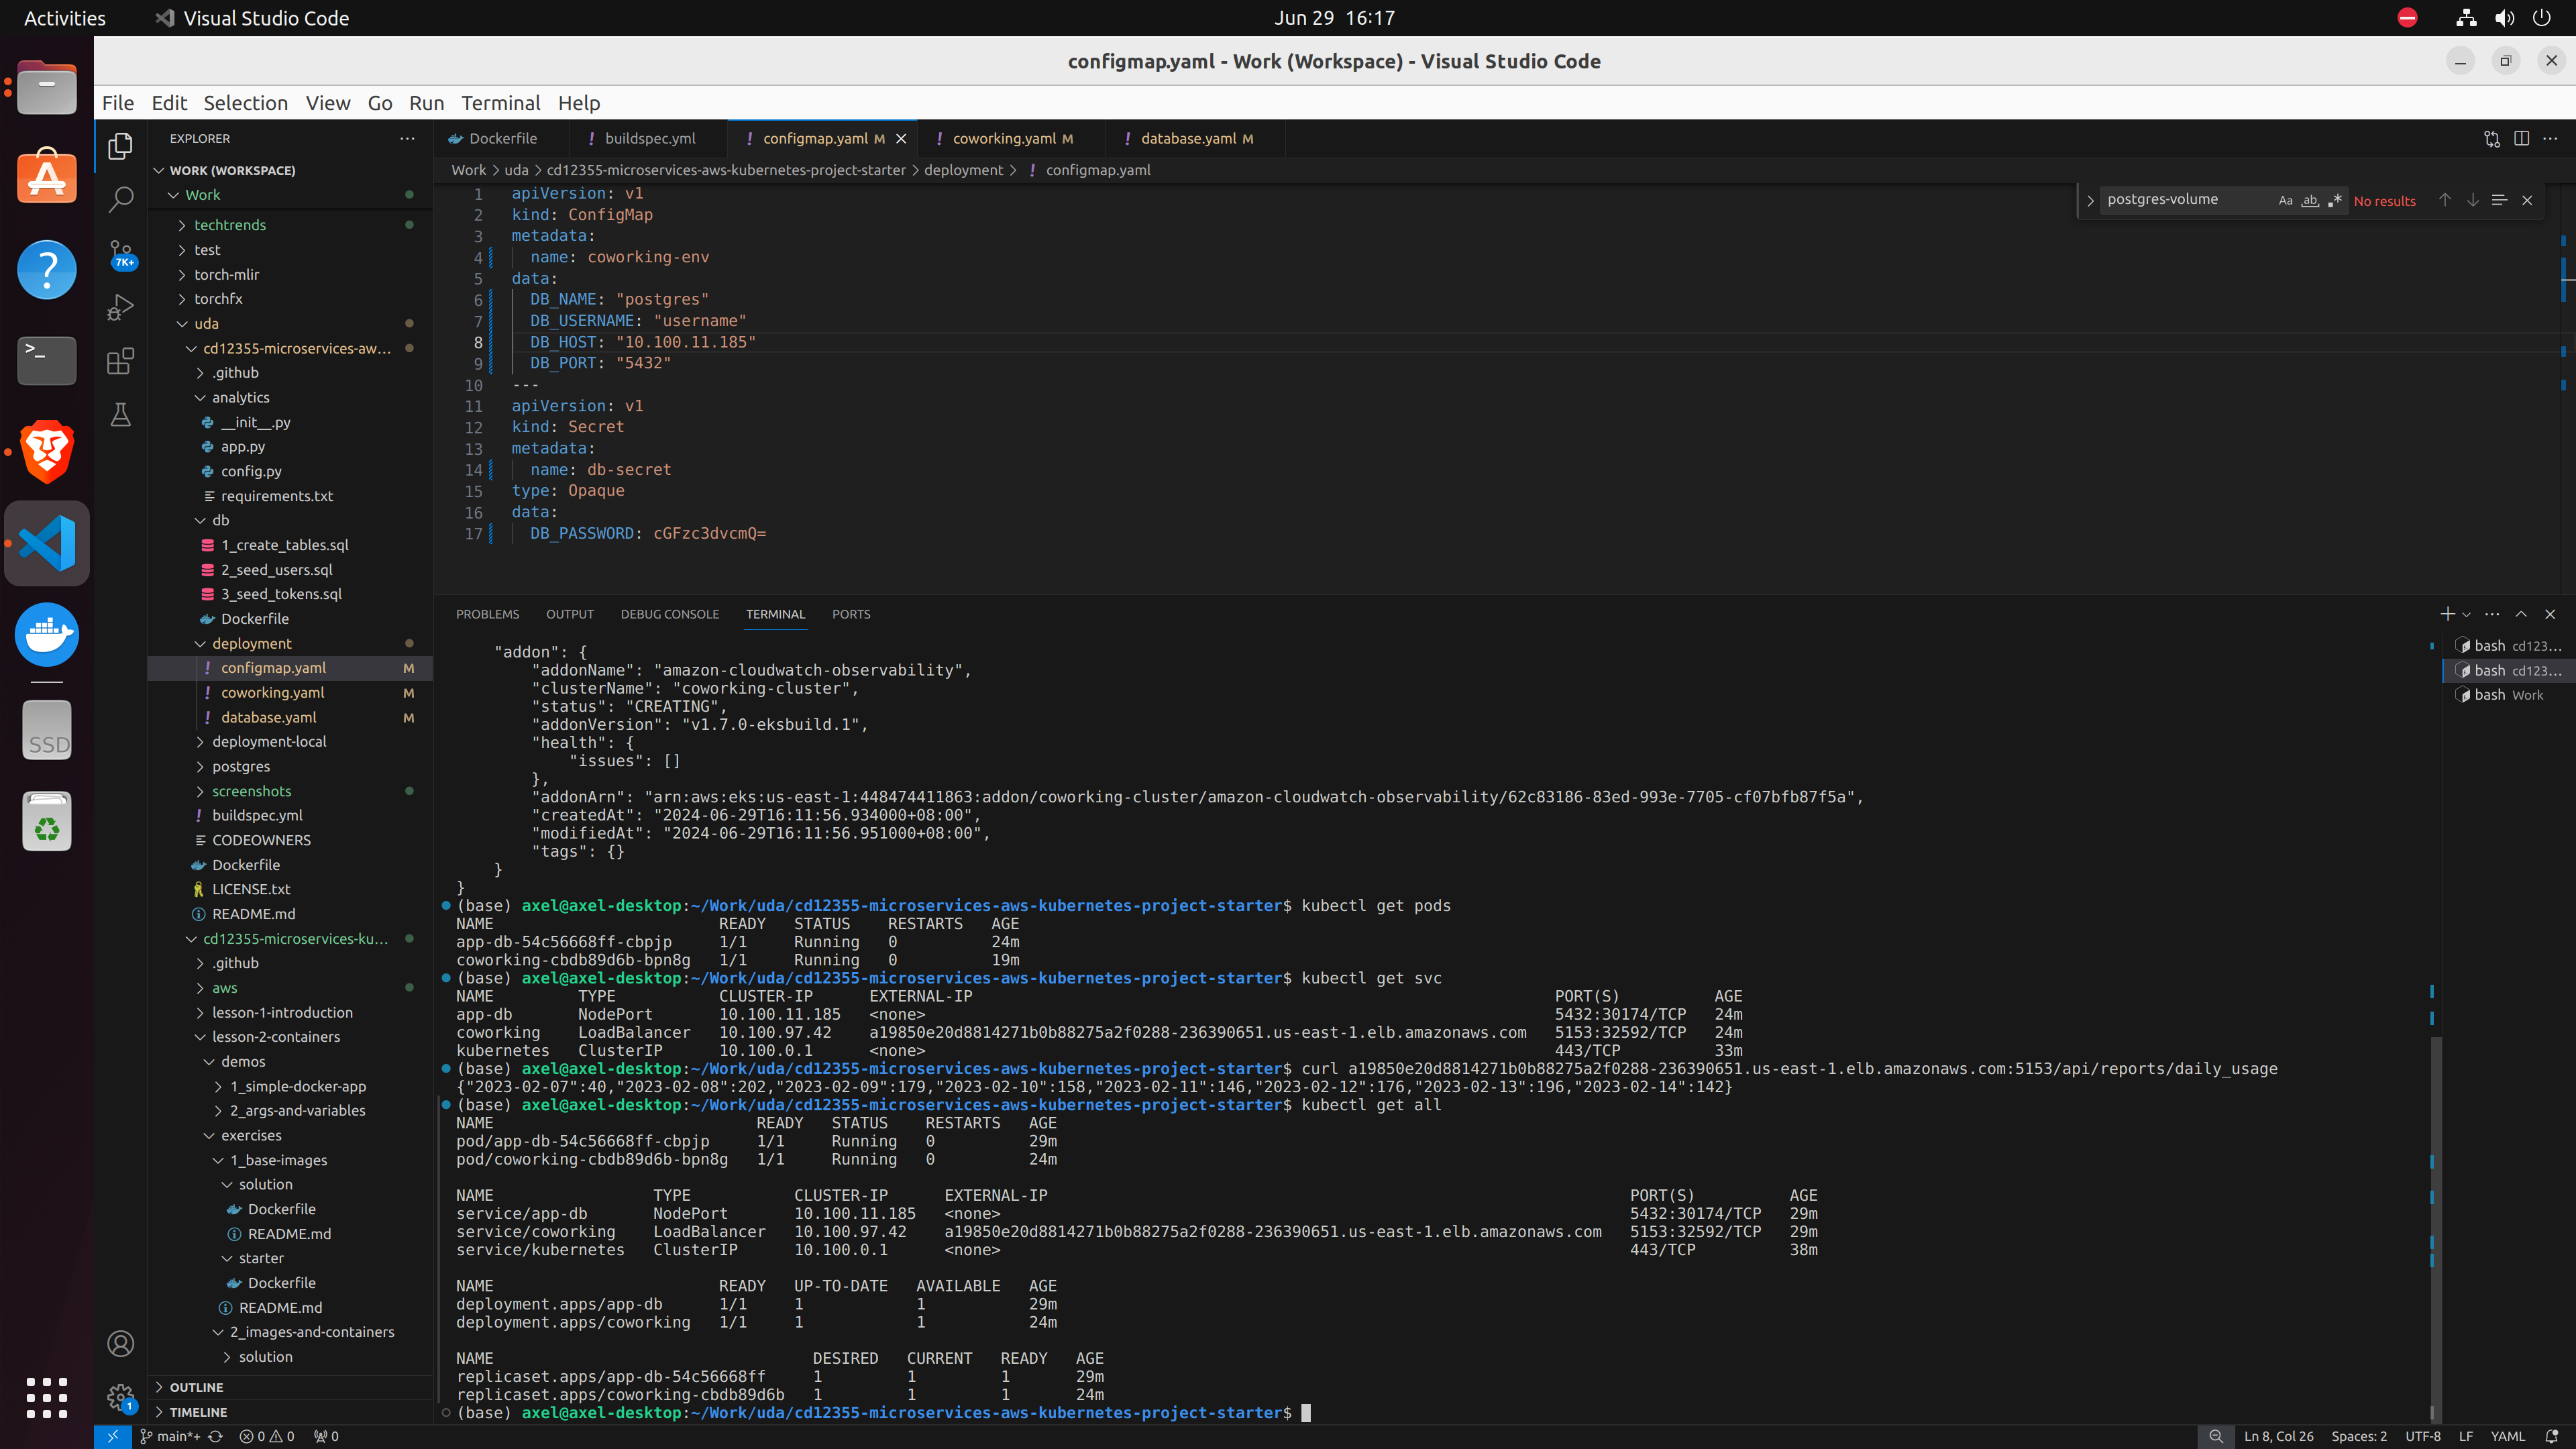 Activities
Visual Studio Code
Jun 29 16:17
configmap.yaml - Work (Workspace) - Visual Studio Code
File Edit Selection View Go Run Terminal Help
EXPLORER
WORK (WORKSPACE)
Work
techtrends
test
torch-mlir
torchfx
uda
cd12355-microservices-aw...
.github
analytics
__init__.py
app.py
config.py
requirements.txt
db
1_create_tables.sql
2_seed_users.sql
3_seed_tokens.sql
Dockerfile
deployment
configmap.yaml M
coworking.yaml M
database.yaml M
deployment-local
postgres
screenshots
buildspec.yml
CODEOWNERS
Dockerfile
LICENSE.txt
README.md
cd12355-microservices-ku...
.github
aws
lesson-1-introduction
lesson-2-containers
demos
1_simple-docker-app
2_args-and-variables
exercises
1_base-images
solution
Dockerfile
README.md
starter
Dockerfile
README.md
2_images-and-containers
solution
OUTLINE
TIMELINE
7K+
1
SSD
Dockerfile
buildspec.yml
configmap.yaml M
coworking.yaml M
database.yaml M
Work > uda > cd12355-microservices-aws-kubernetes-project-starter > deployment > ! configmap.yaml
postgres-volume Aa ab No results
1 apiVersion: v1
2 kind: ConfigMap
3 metadata:
4 name: coworking-env
5 data:
6 DB_NAME: "postgres"
7 DB_USERNAME: "username"
8 DB_HOST: "10.100.11.185"
9 DB_PORT: "5432"
10 ---
11 apiVersion: v1
12 kind: Secret
13 metadata:
14 name: db-secret
15 type: Opaque
16 data:
17 DB_PASSWORD: cGFzc3dvcmQ=
PROBLEMS OUTPUT DEBUG CONSOLE TERMINAL PORTS
bash cd123...
bash cd123...
bash Work
"addon": {
"addonName": "amazon-cloudwatch-observability",
"clusterName": "coworking-cluster",
"status": "CREATING",
"addonVersion": "v1.7.0-eksbuild.1",
"health": {
"issues": []
},
"addonArn": "arn:aws:eks:us-east-1:448474411863:addon/coworking-cluster/amazon-cloudwatch-observability/62c83186-83ed-993e-7705-cf07bfb87f5a",
"createdAt": "2024-06-29T16:11:56.934000+08:00",
"modifiedAt": "2024-06-29T16:11:56.951000+08:00",
"tags": {}
}
}
(base) axel@axel-desktop:~/Work/uda/cd12355-microservices-aws-kubernetes-project-starter$ kubectl get pods
NAME READY STATUS RESTARTS AGE
app-db-54c56668ff-cbpjp 1/1 Running 0 24m
coworking-cbdb89d6b-bpn8g 1/1 Running 0 19m
(base) axel@axel-desktop:~/Work/uda/cd12355-microservices-aws-kubernetes-project-starter$ kubectl get svc
NAME TYPE CLUSTER-IP EXTERNAL-IP PORT(S) AGE
app-db NodePort 10.100.11.185 <none> 5432:30174/TCP 24m
coworking LoadBalancer 10.100.97.42 a19850e20d8814271b0b88275a2f0288-236390651.us-east-1.elb.amazonaws.com 5153:32592/TCP 24m
kubernetes ClusterIP 10.100.0.1 <none> 443/TCP 33m
(base) axel@axel-desktop:~/Work/uda/cd12355-microservices-aws-kubernetes-project-starter$ curl a19850e20d8814271b0b88275a2f0288-236390651.us-east-1.elb.amazonaws.com:5153/api/reports/daily_usage
{"2023-02-07":40,"2023-02-08":202,"2023-02-09":179,"2023-02-10":158,"2023-02-11":146,"2023-02-12":176,"2023-02-13":196,"2023-02-14":142}
(base) axel@axel-desktop:~/Work/uda/cd12355-microservices-aws-kubernetes-project-starter$ kubectl get all
NAME READY STATUS RESTARTS AGE
pod/app-db-54c56668ff-cbpjp 1/1 Running 0 29m
pod/coworking-cbdb89d6b-bpn8g 1/1 Running 0 24m
NAME TYPE CLUSTER-IP EXTERNAL-IP PORT(S) AGE
service/app-db NodePort 10.100.11.185 <none> 5432:30174/TCP 29m
service/coworking LoadBalancer 10.100.97.42 a19850e20d8814271b0b88275a2f0288-236390651.us-east-1.elb.amazonaws.com 5153:32592/TCP 29m
service/kubernetes ClusterIP 10.100.0.1 <none> 443/TCP 38m
NAME READY UP-TO-DATE AVAILABLE AGE
deployment.apps/app-db 1/1 1 1 29m
deployment.apps/coworking 1/1 1 1 24m
NAME DESIRED CURRENT READY AGE
replicaset.apps/app-db-54c56668ff 1 1 1 29m
replicaset.apps/coworking-cbdb89d6b 1 1 1 24m
(base) axel@axel-desktop:~/Work/uda/cd12355-microservices-aws-kubernetes-project-starter$
main*+ 0 0 0 Ln 8, Col 26 Spaces: 2 UTF-8 LF YAML